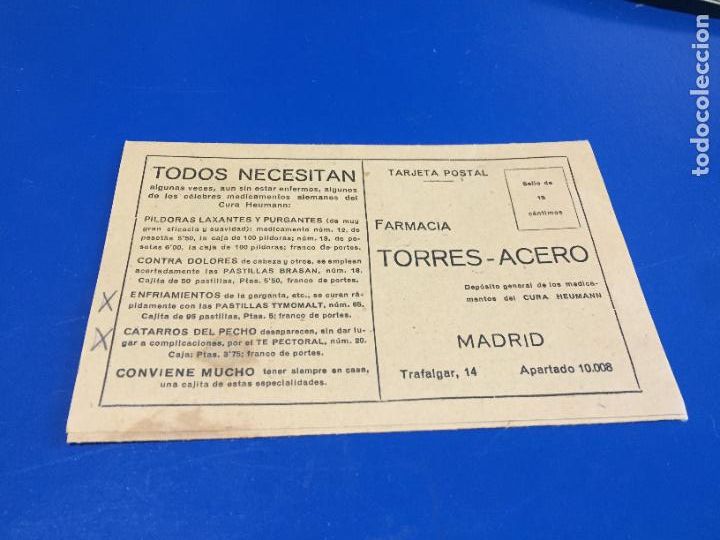 TODOS NECESITAN
algunas veces, aun sin estar enfermos, algunos
de los célebres medicamentos alemanes del
Cura Heumann:
PILDORAS LAXANTES Y PURGANTES (de muy
gran eficacia y suavidad): medicamento núm. 12, de
pesetas 5'50, la caja de 100 píldoras; núm. 13, de pe-
setas 6'00, la caja de 100 píldoras; franco de portes.
CONTRA DOLORES de cabeza y otros, se emplean
acertadamente las PASTILLAS BRASAN, núm. 18.
Cajita de 50 pastillas, Ptas. 5'50, franco de portes.
ENFRIAMIENTOS de la garganta, etc., se curan rá-
pidamente con las PASTILLAS TYMOMALT, núm. 65.
Cajita de 95 pastillas, Ptas. 5; franco de portes.
CATARROS DEL PECHO desaparecen, sin dar lu-
gar a complicaciones, por el TE PECTORAL, núm. 20.
Caja: Ptas. 3'75; franco de portes.
CONVIENE MUCHO tener siempre en casa,
una cajita de estas especialidades.
TARJETA POSTAL
Sello de
15
céntimos
FARMACIA
TORRES-ACERO
Depósito general de los medica-
mentos del CURA HEUMANN
MADRID
Trafalgar, 14 Apartado 10.008
todocoleccion